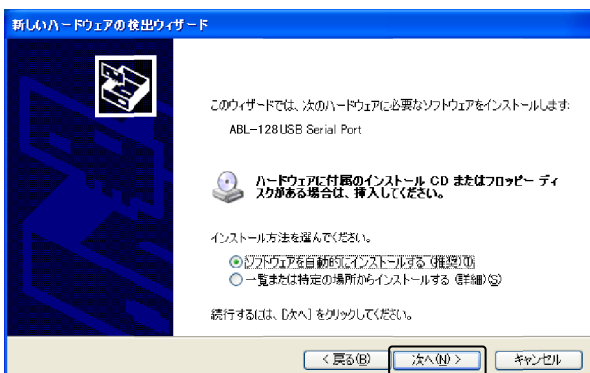 新しいハードウェアの検出ウィザード
このウィザードでは、次のハードウェアに必要なソフトウェアをインストールします:
ABL-128USB Serial Port
ハードウェアに付属のインストール CD またはフロッピー ディ
スクがある場合は、挿入してください。
インストール方法を選んでください。
ソフトウェアを自動的にインストールする (推奨)(I)
一覧または特定の場所からインストールする (詳細)(S)
続行するには、[次へ] をクリックしてください。
< 戻る(B)
次へ(N) >
キャンセル